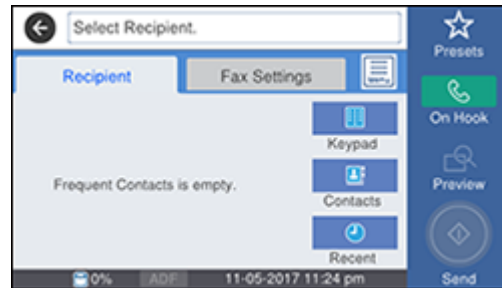 Select Recipient.
Presets
Recipient
Fax Settings
On Hook
Keypad
Frequent Contacts is empty.
Contacts
Preview
Recent
0%
ADF
11-05-2017 11:24 pm
Send